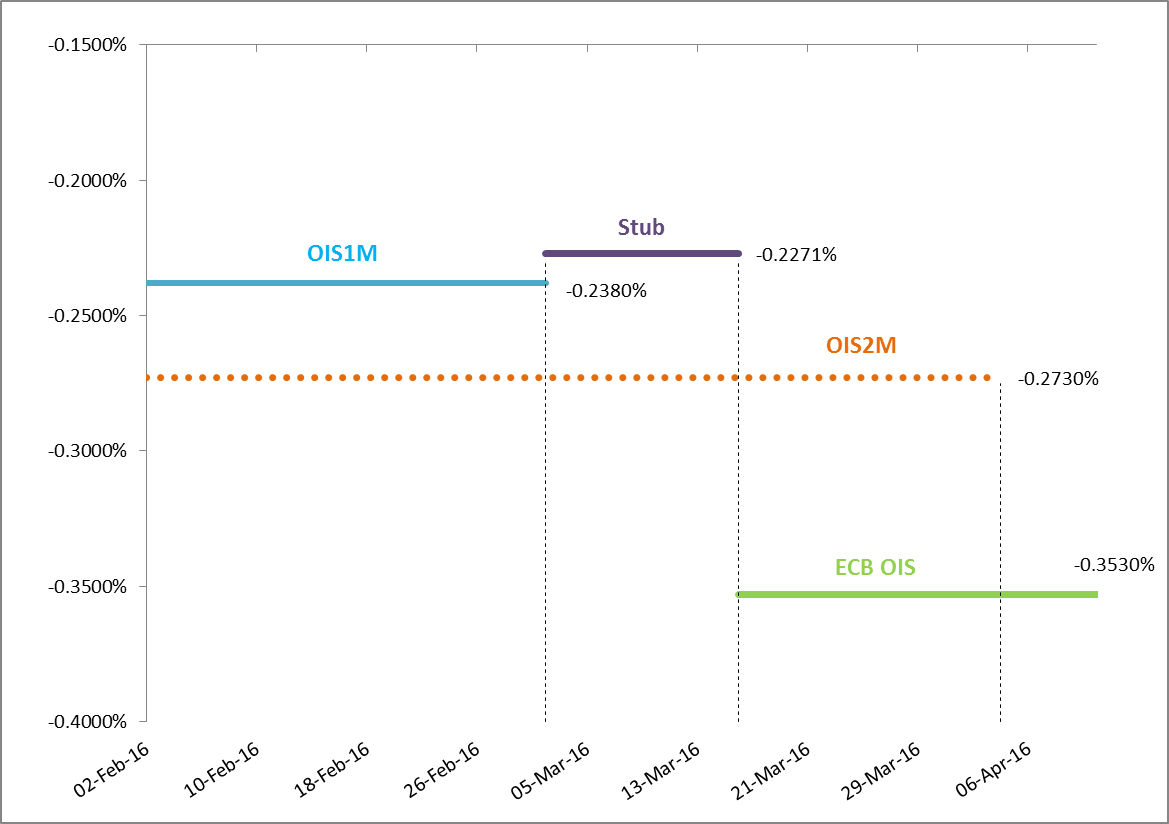 -0.1500%
-0.2000%
Stub
OIS1M
-0.2271%
-0.2380%
-0.2500%
OIS2M
-0.2730%
-0.3000%
ECB OIS
-0.3530%
-0.3500%
-0.4000%
02-Feb-16
10-Feb-16
18-Feb-16
26-Feb-16
05-Mar-16
13-Mar-16
21-Mar-16
29-Mar-16
06-Apr-16